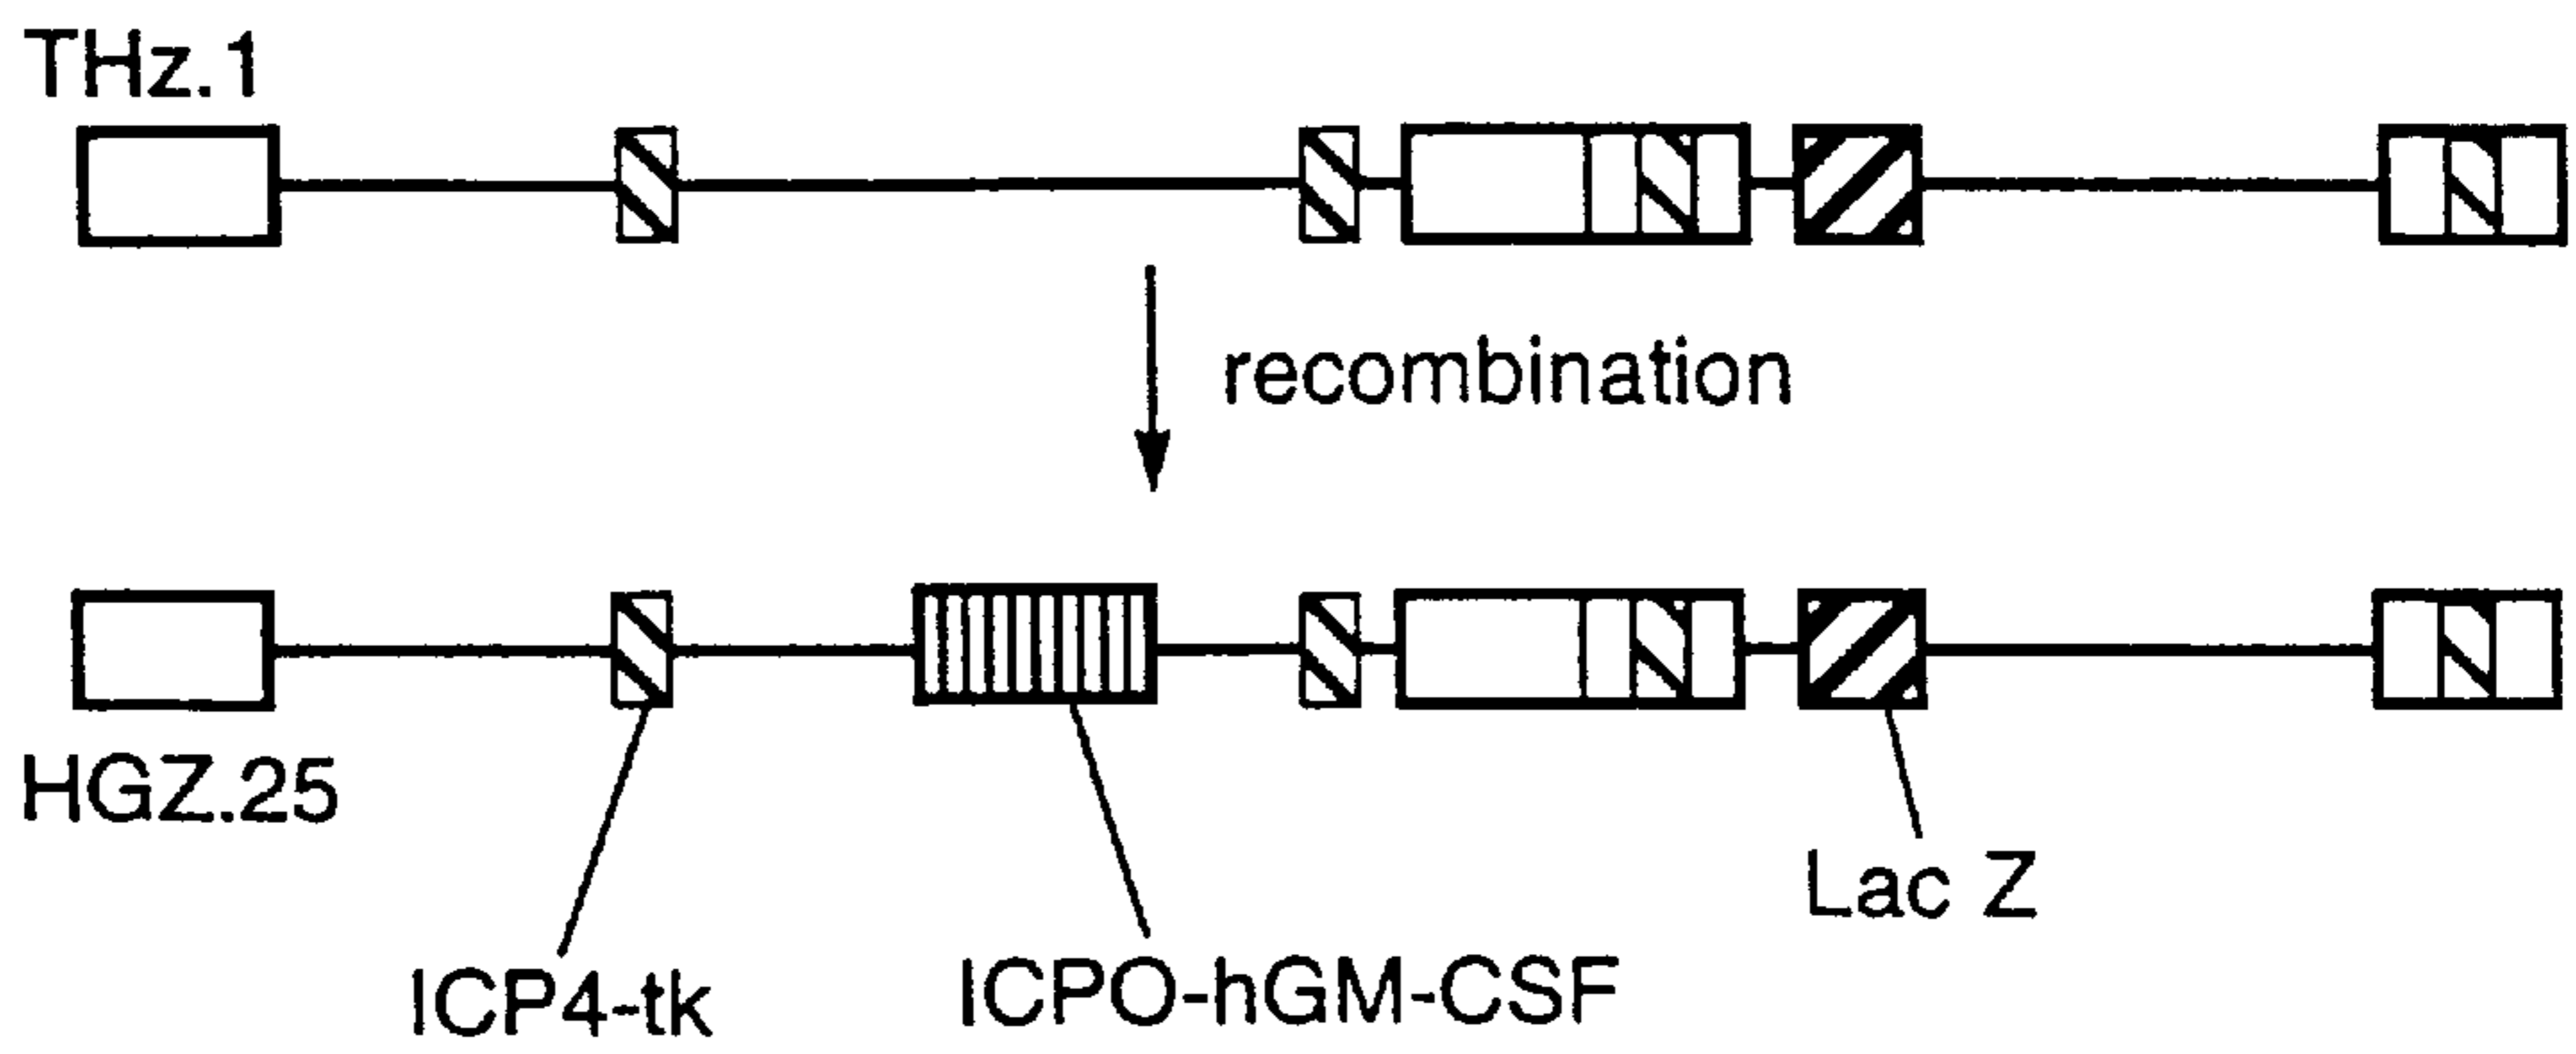 THz.1
recombination
HGZ.25
Lac Z
ICP4-tk
ICPO-hGM-CSF